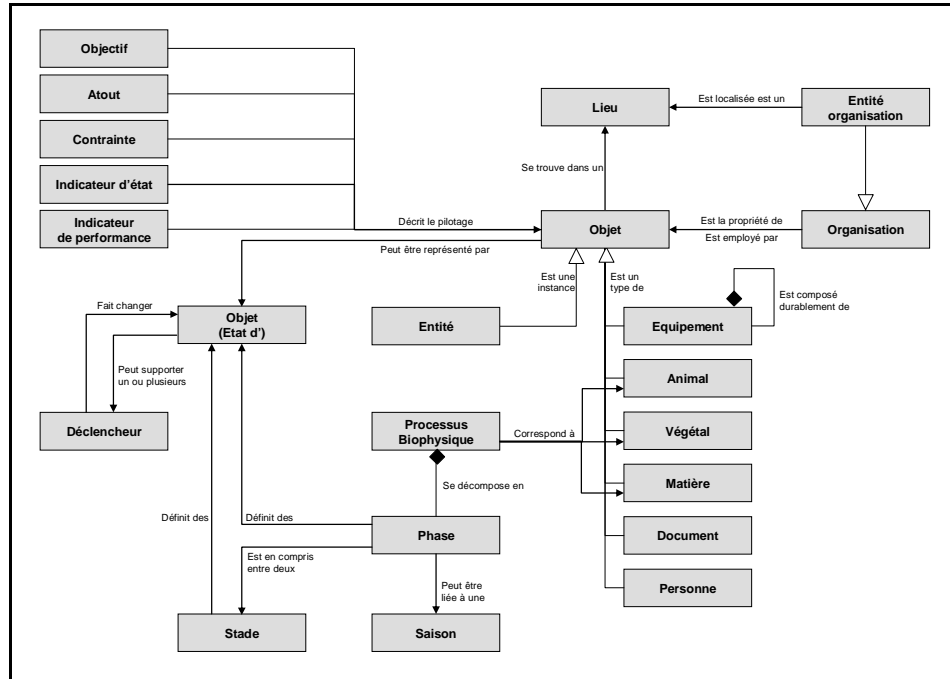 Objectif
Atout
Contrainte
Indicateur d'état
Indicateur
de performance
Lieu
Est localisée est un
Entité
organisation
Se trouve dans un
Décrit le pilotage
Objet
Est la propriété de
Est employé par
Organisation
Peut être représenté par
Est une
instance
Est un
type de
Fait changer
Objet
(Etat d')
Entité
Equipement
Est composé
durablement de
Peut supporter
un ou plusieurs
Animal
Déclencheur
Processus
Biophysique
Correspond à
Végétal
Se décompose en
Matière
Définit des
Définit des
Phase
Document
Est en compris
entre deux
Peut être
liée à une
Personne
Stade
Saison